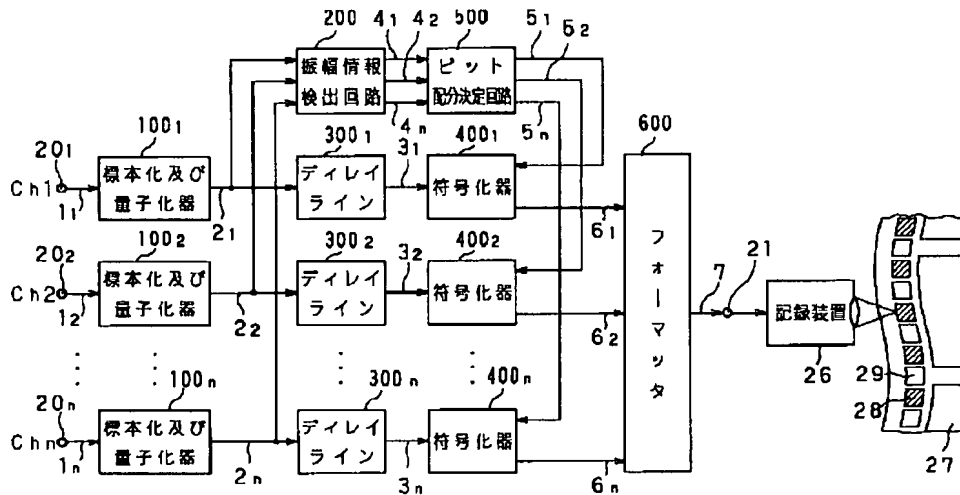 200 4₁ 4₂ 500 5₁ 5₂
振幅情報
検出回路
ビット
配分決定回路
4n 5n
600
20₁ 100₁ 300₁ 3₁ 400₁
Ch1
標本化及び
量子化器
ディレイ
ライン
符号化器
1₁ 2₁ 6₁
20₂ 100₂ 300₂ 3₂ 400₂
Ch2
標本化及び
量子化器
ディレイ
ライン
符号化器
1₂ 2₂ 6₂
フォーマッタ
7 21
記録装置
26 29
28
27
20n 100n 300n 400n
Chn
標本化及び
量子化器
ディレイ
ライン
符号化器
1n 2n 3n 6n